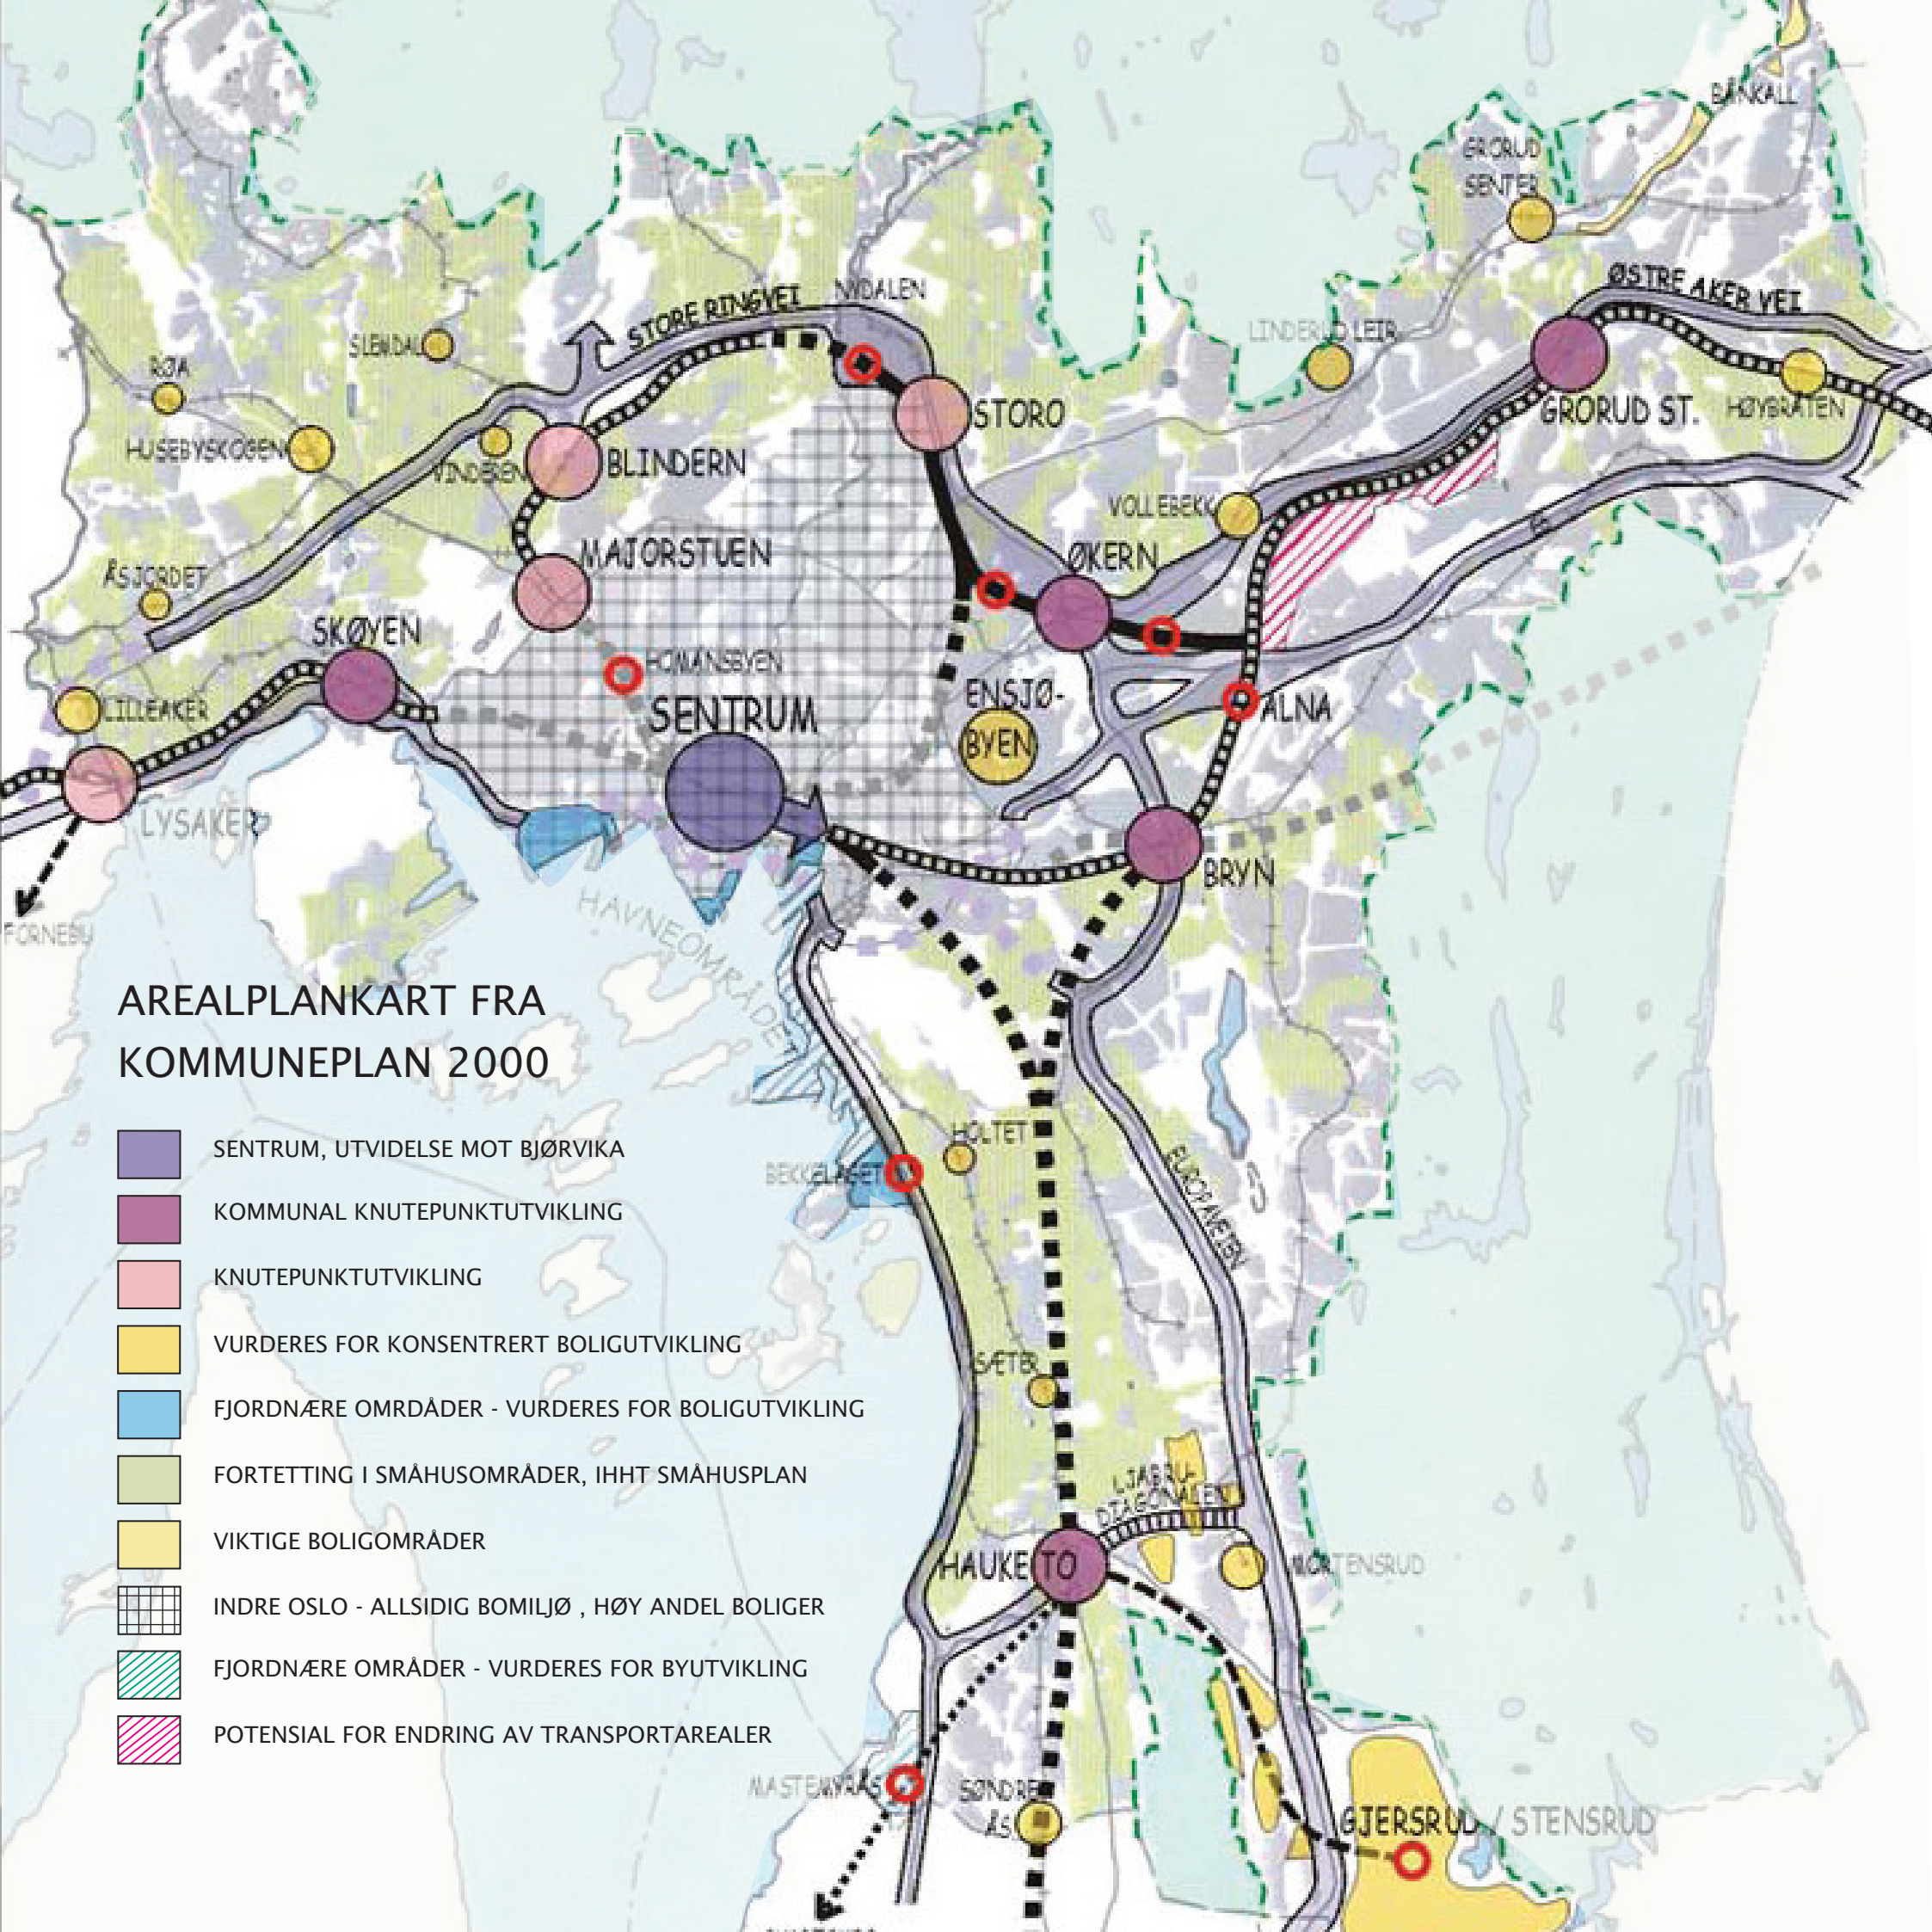 BÅNKALL
GRORUD
SENTER
ØSTRE AKER VEI
NYDALEN
STORE RINGVEI
LINDERUD LEIR
SLEMDAL
RØA
HØYBRÅTEN
GRORUD ST.
STORO
HUSEBYSKOGEN
VINDEREN
BLINDERN
VOLLEBEKK
ØKERN
MAJORSTUEN
ÅSJORDET
SKØYEN
HOMANSBYEN
ENSJØ-
BYEN
ALNA
LILLEAKER
SENTRUM
LYSAKER
BRYN
FORNEBU
HAVNEOMRÅDET
AREALPLANKART FRA
KOMMUNEPLAN 2000
HOLTET
BEKKELAGET
EUROPAVEIEN
SENTRUM, UTVIDELSE MOT BJØRVIKA
KOMMUNAL KNUTEPUNKTUTVIKLING
KNUTEPUNKTUTVIKLING
VURDERES FOR KONSENTRERT BOLIGUTVIKLING
FJORDNÆRE OMRDÅDER - VURDERES FOR BOLIGUTVIKLING
FORTETTING I SMÅHUSOMRÅDER, IHHT SMÅHUSPLAN
VIKTIGE BOLIGOMRÅDER
INDRE OSLO - ALLSIDIG BOMILJØ , HØY ANDEL BOLIGER
FJORDNÆRE OMRÅDER - VURDERES FOR BYUTVIKLING
POTENSIAL FOR ENDRING AV TRANSPORTAREALER
SÆTER
LJABRU-
DIAGONALEN
HAUKETO
MORTENSRUD
MASTEMYRÅS
SØNDRE
ÅS
GJERSRUD / STENSRUD